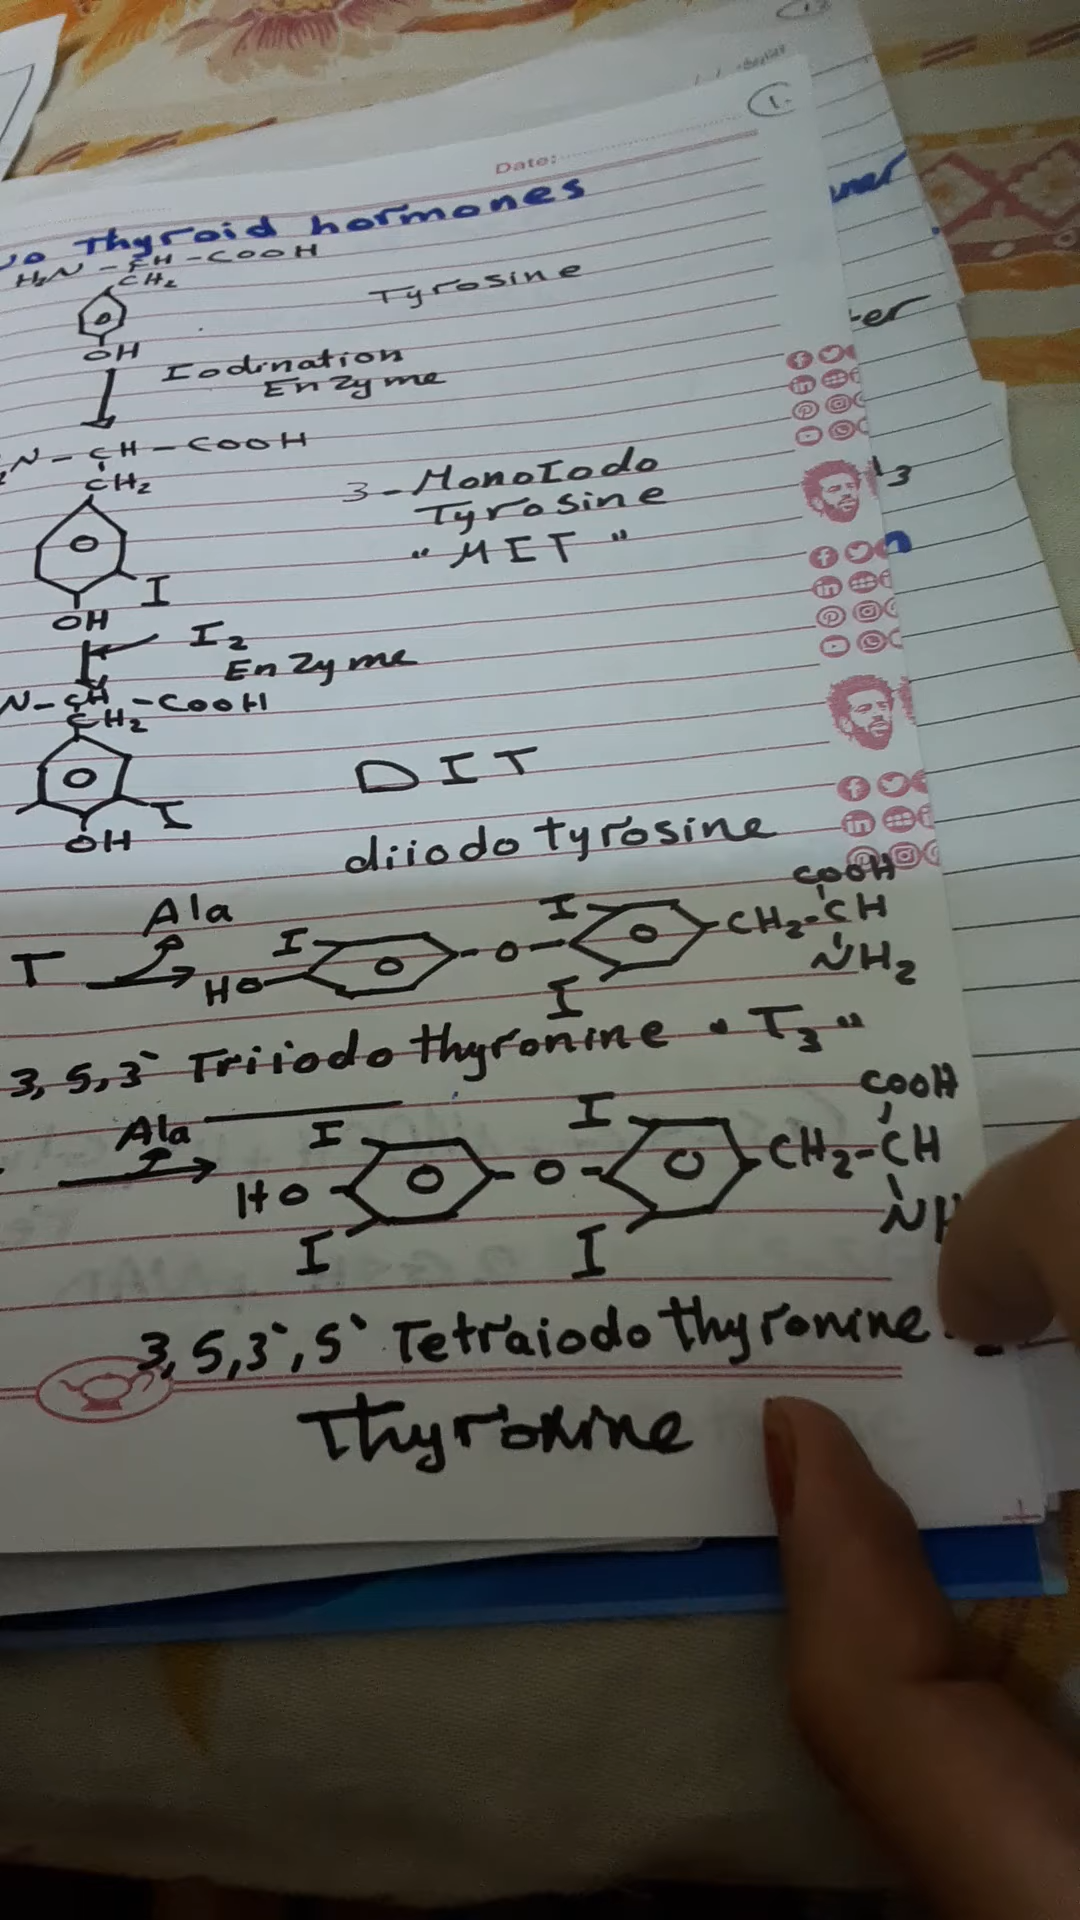 1.
Date:
Thyroid hormones
H₂N - CH - COOH
CH₂
Tyrosine
OH
Iodination
Enzyme
N - CH - COOH
CH₂
3-MonoIodo
Tyrosine
"MIT"
I
OH
I₂
Enzyme
N - CH - COOH
CH₂
DIT
I
OH
diiodotyrosine
Ala
T
HO
I
- O -
I
I
CH₂ - CH
COOH
NH₂
3, 5, 3` Triiodothyronine "T₃"
Ala
HO
I
I
- O -
I
I
CH₂ - CH
COOH
3, 5, 3`, 5` Tetraiodothyronine
Thyroxine